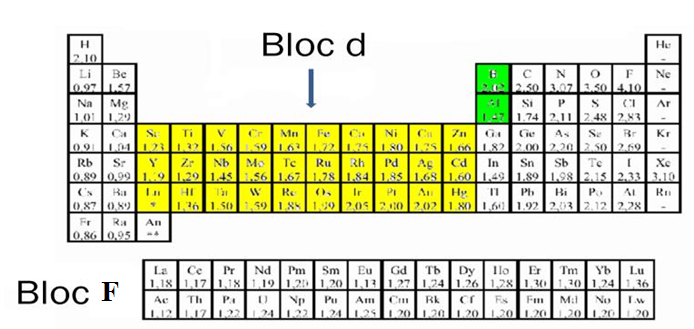 Bloc d
H He
2,10 -
Li Be B C N O F Ne
0,97 1,57 2,50 3,07 3,50 4,10 -
Na Mg Si P S Cl Ar
1,01 1,29 1,47 1,74 2,11 2,48 2,83 -
K Ca Sc Ti V Cr Mn Fe Co Ni Cu Zn Ga Ge As Se Br Kr
0,91 1,04 1,23 1,32 1,56 1,59 1,63 1,72 1,75 1,80 1,75 1,66 1,82 2,00 2,20 2,50 2,69 -
Rb Sr Y Zr Nb Mo Tc Ru Rh Pd Ag Cd In Sn Sb Te I Xe
0,89 0,99 1,19 1,29 1,45 1,56 1,67 1,78 1,84 1,85 1,68 1,60 1,49 1,89 1,98 2,15 2,33 3,10
Cs Ba Ln Hf Ta W Re Os Ir Pt Au Hg Tl Pb Bi Po At Rn
0,87 0,89 * 1,36 1,50 1,59 1,88 1,99 2,05 2,00 2,02 1,80 1,60 1,92 2,03 2,12 2,28 -
Fr Ra An
0,86 0,95 **
Bloc F
La Ce Pr Nd Pm Sm Eu Gd Tb Dy Ho Er Tm Yb Lu
1,18 1,17 1,18 1,19 1,20 1,20 1,13 1,27 1,24 1,26 1,28 1,30 1,30 1,24 1,36
Ac Th Pa U Np Pu Am Cm Bk Cf Es Fm Md No Lw
1,12 1,17 1,22 1,24 1,22 1,24 1,25 1,20 1,20 1,20 1,20 1,20 1,20 1,20 1,20